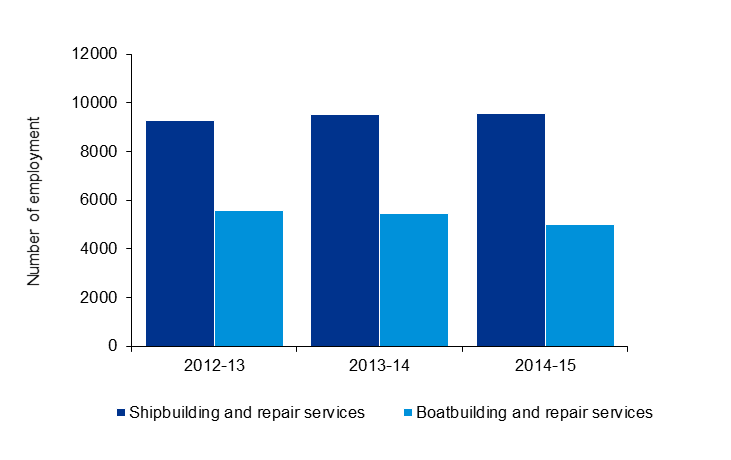 12000
10000
8000
6000
4000
2000
0
Number of employment
2012-13 2013-14 2014-15
Shipbuilding and repair services Boatbuilding and repair services